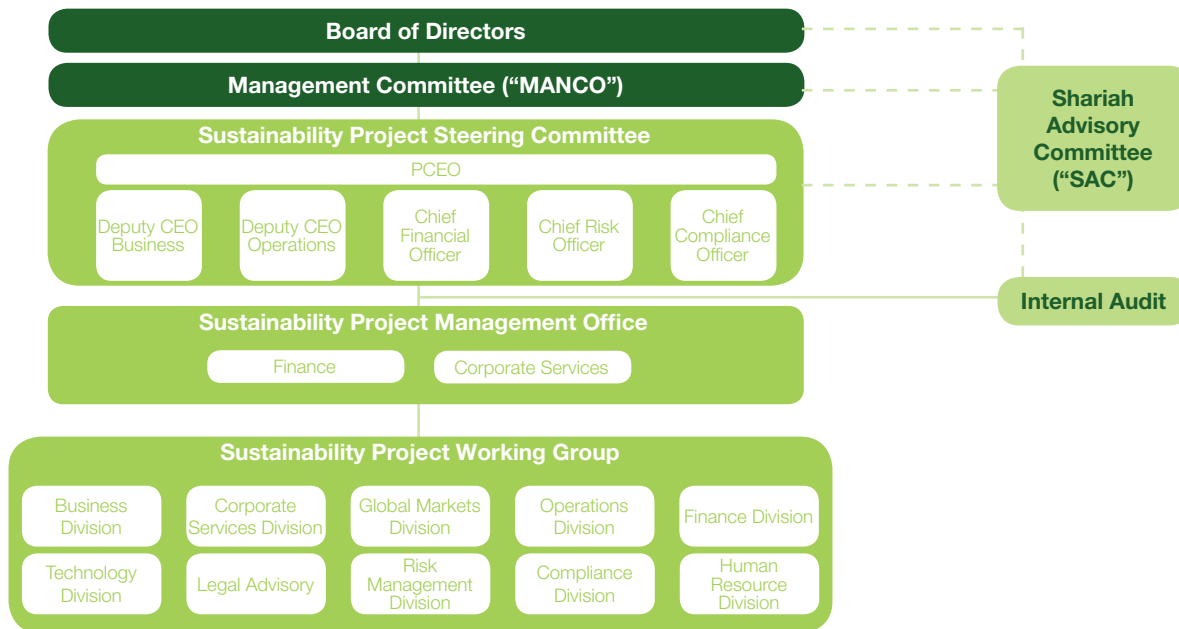 Board of Directors
Management Committee (“MANCO”)
Shariah
Advisory
Committee
(“SAC”)
Sustainability Project Steering Committee
PCEO
Deputy CEO
Business
Deputy CEO
Operations
Chief
Financial
Officer
Chief Risk
Officer
Chief
Compliance
Officer
Internal Audit
Sustainability Project Management Office
Finance
Corporate Services
Sustainability Project Working Group
Business
Division
Corporate
Services Division
Global Markets
Division
Operations
Division
Finance Division
Technology
Division
Legal Advisory
Risk
Management
Division
Compliance
Division
Human
Resource
Division